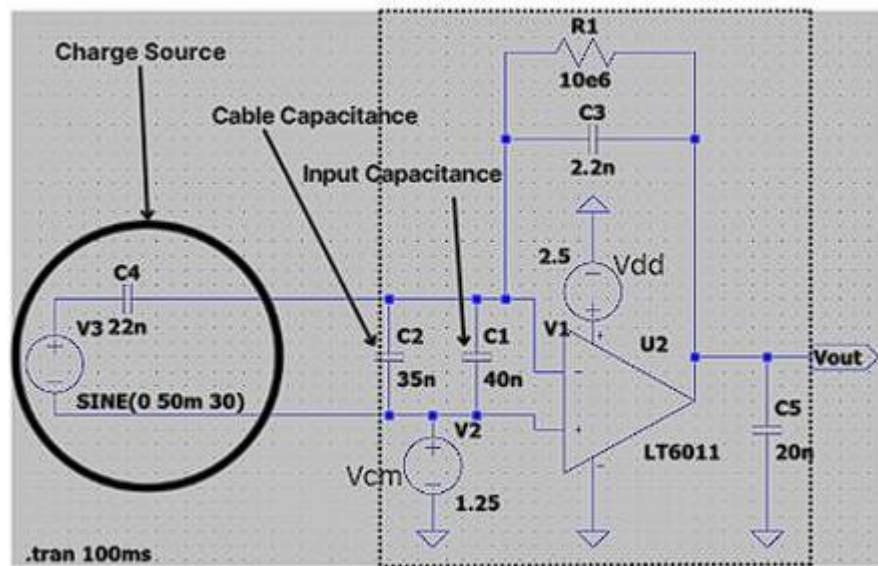 Charge Source
R1
10e6
Cable Capacitance
C3
2.2n
Input Capacitance
2.5
Vdd
C4
22n
V3
C2
35n
C1
40n
V1
U2
Vout
SINE(0 50m 30)
V2
LT6011
C5
20n
Vcm
1.25
.tran 100ms